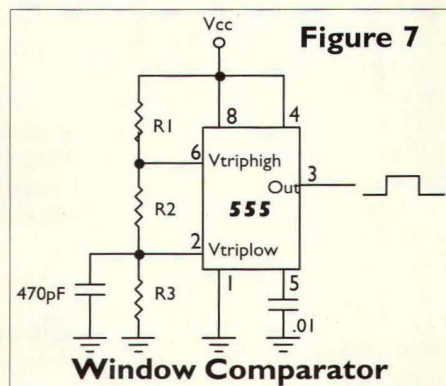 Figure 7
Vcc
R1
8
4
6
Vtriphigh
3
Out
R2
555
2
Vtriplow
470pF
R3
1
5
.01
Window Comparator